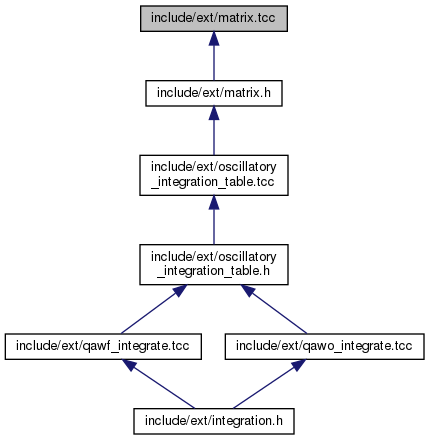 include/ext/matrix.tcc
include/ext/matrix.h
include/ext/oscillatory
_integration_table.tcc
include/ext/oscillatory
_integration_table.h
include/ext/qawf_integrate.tcc
include/ext/qawo_integrate.tcc
include/ext/integration.h